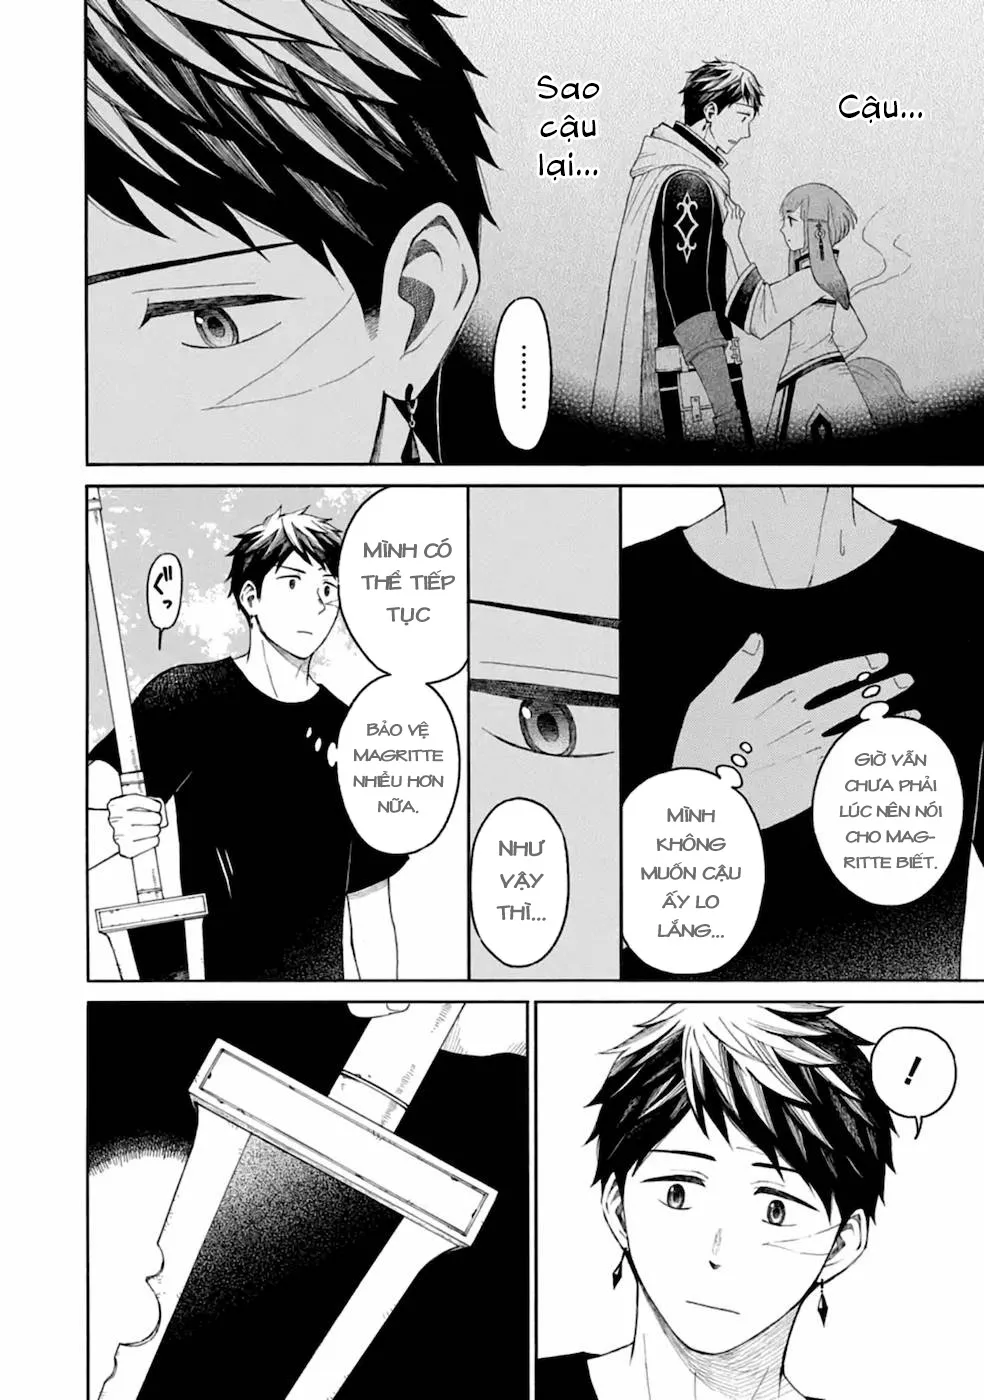 Cậu...
Sao
cậu
lại...
.........
GIỜ VẪN
CHƯA PHẢI
LÚC NÊN NÓI
CHO MAG-
RITTE BIẾT.
MÌNH
KHÔNG
MUỐN CẬU
ẤY LO
LẮNG...
NHƯ
VẬY THÌ...
MÌNH CÓ
THỂ TIẾP
TỤC
BẢO VỆ
MAGRITTE
NHIỀU HƠN
NỮA.
ぐっ
!